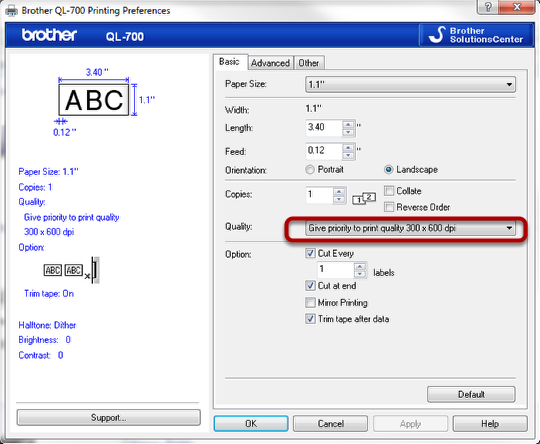 Brother QL-700 Printing Preferences
brother QL-700
Brother
SolutionsCenter
3.40 "
ABC
1.1"
0.12 "
Paper Size: 1.1"
Copies: 1
Quality:
Give priority to print quality
300 x 600 dpi
Option:
ABC ABC x
Trim tape: On
Halftone: Dither
Brightness: 0
Contrast: 0
Support...
Basic Advanced Other
Paper Size: 1.1"
Width: 1.1"
Length: 3.40 "
Feed: 0.12 "
Orientation: Portrait Landscape
Copies: 1 1 2 Collate
Reverse Order
Quality: Give priority to print quality 300 x 600 dpi
Option: Cut Every
1 labels
Cut at end
Mirror Printing
Trim tape after data
Default
OK Cancel Apply Help